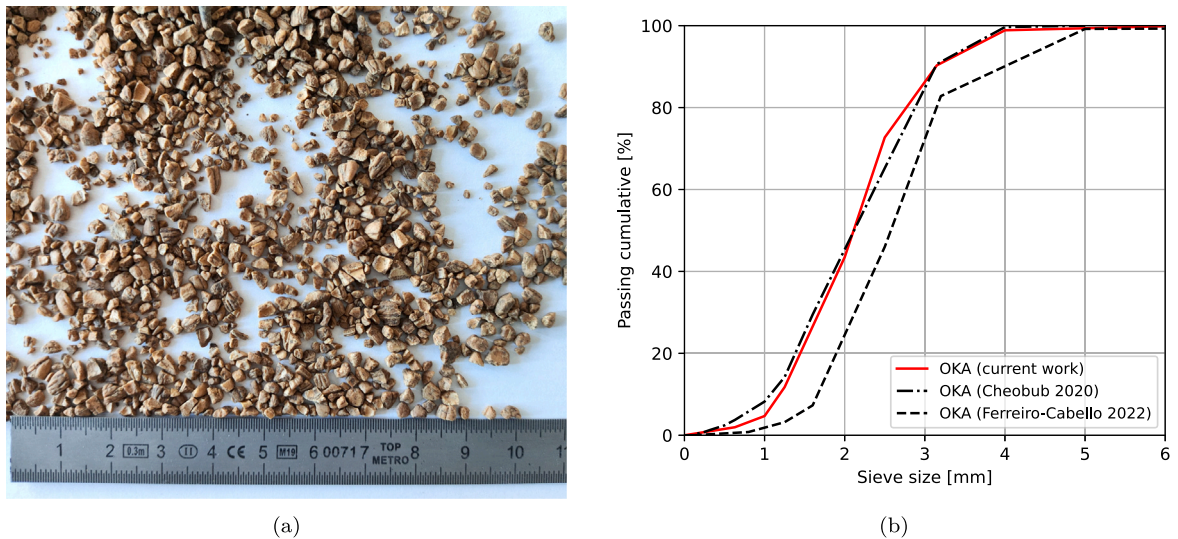 1 2 0.3m 3 II 4 CE 5 M19 6 00717 TOP METRO 8 9 10 11
(a)
100
80
60
40
20
0
Passing cumulative [%]
OKA (current work)
OKA (Cheobub 2020)
OKA (Ferreiro-Cabello 2022)
0 1 2 3 4 5 6
Sieve size [mm]
(b)